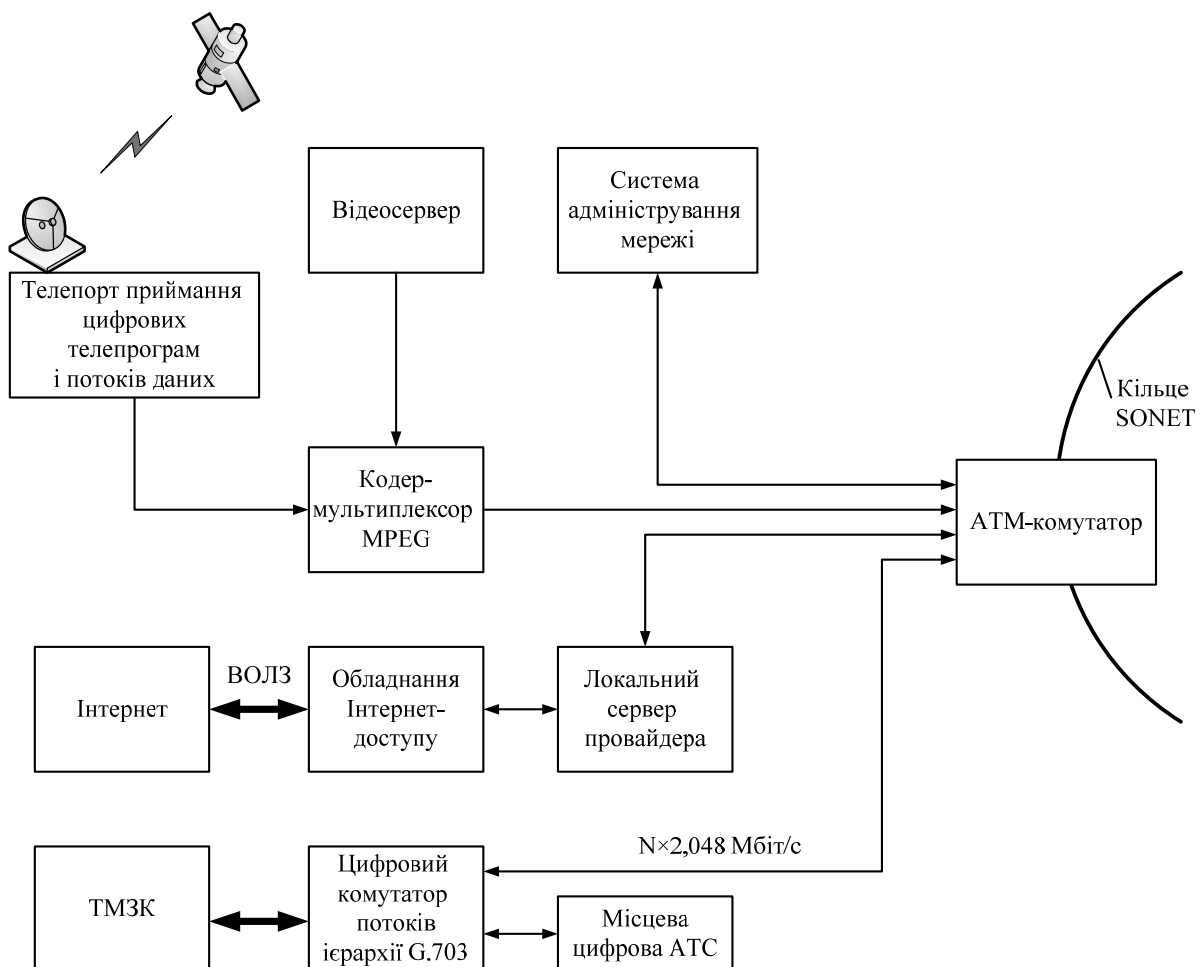 Відеосервер
Система
адміністрування
мережі
Телепорт приймання
цифрових
телепрограм
і потоків даних
Кільце
SONET
Кодер-
мультиплексор
MPEG
АТМ-комутатор
Інтернет
ВОЛЗ
Обладнання
Інтернет-
доступу
Локальний
сервер
провайдера
N×2,048 Мбіт/с
ТМЗК
Цифровий
комутатор
потоків
ієрархії G.703
Місцева
цифрова АТС